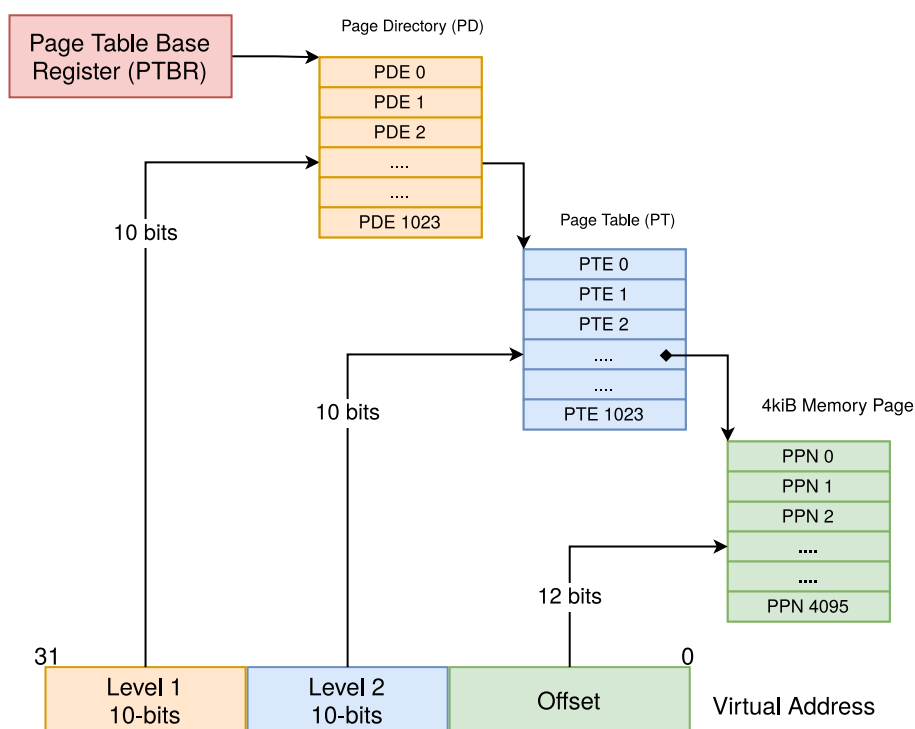 Page Table Base
Register (PTBR)
Page Directory (PD)
PDE 0
PDE 1
PDE 2
....
....
PDE 1023
10 bits
Page Table (PT)
PTE 0
PTE 1
PTE 2
....
....
PTE 1023
10 bits
4kiB Memory Page
PPN 0
PPN 1
PPN 2
....
....
PPN 4095
12 bits
31
0
Level 1
10-bits
Level 2
10-bits
Offset
Virtual Address